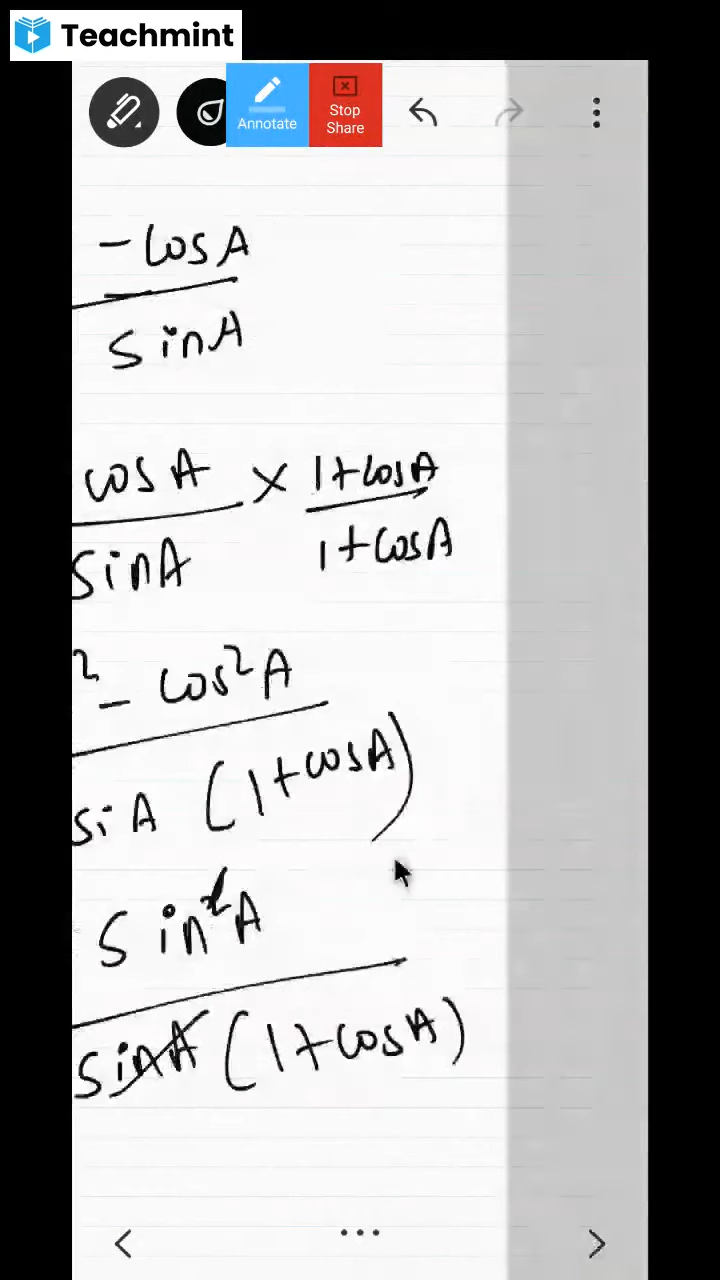 Teachmint
Annotate
Stop
Share
- cosA
sinA
cosA × 1+cosA
sinA 1+cosA
² - cos²A
siA (1+cosA)
sin²A
sinA (1+cosA)